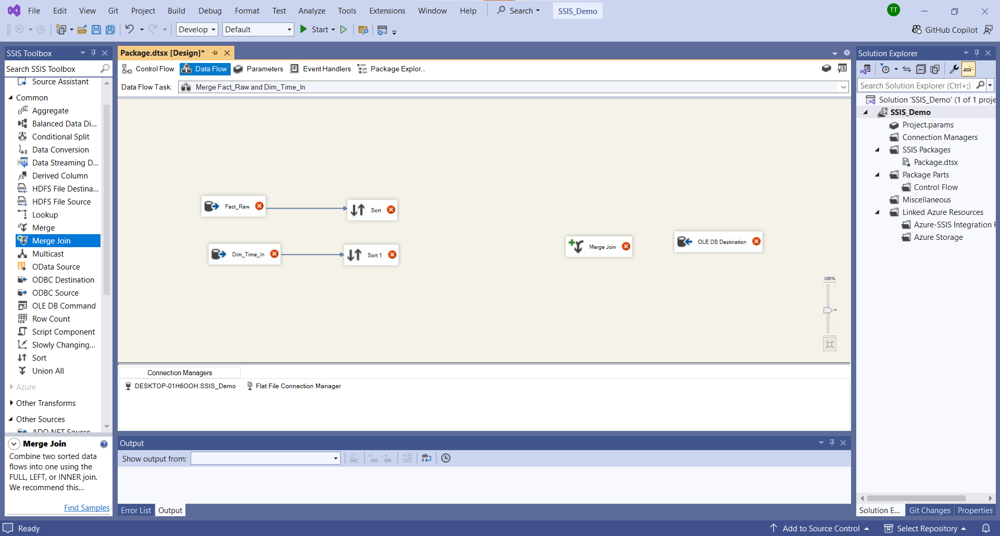 File Edit View Git Project Build Debug Format Test Analyze Tools Extensions Window Help Search SSIS_Demo TT
Develop Default Start GitHub Copilot
SSIS Toolbox
Search SSIS Toolbox
Source Assistant
Common
Aggregate
Balanced Data Di...
Conditional Split
Data Conversion
Data Streaming D...
Derived Column
HDFS File Destina...
HDFS File Source
Lookup
Merge
Merge Join
Multicast
OData Source
ODBC Destination
ODBC Source
OLE DB Command
Row Count
Script Component
Slowly Changing...
Sort
Union All
Azure
Other Transforms
Other Sources
ADO NET Source
Merge Join
Combine two sorted data
flows into one using the
FULL, LEFT, or INNER join.
We recommend this...
Find Samples
Package.dtsx [Design]*
Control Flow Data Flow Parameters Event Handlers Package Explor...
Data Flow Task: Merge Fact_Raw and Dim_Time_In
Fact_Raw
Sort
Dim_Time_In
Sort 1
Merge Join
OLE DB Destination
100%
Connection Managers
DESKTOP-01H6OOH.SSIS_Demo Flat File Connection Manager
Output
Show output from:
Error List Output
Solution Explorer
Search Solution Explorer (Ctrl+;)
Solution 'SSIS_Demo' (1 of 1 proje
SSIS_Demo
Project.params
Connection Managers
SSIS Packages
Package.dtsx
Package Parts
Control Flow
Miscellaneous
Linked Azure Resources
Azure-SSIS Integration
Azure Storage
Solution E... Git Changes Properties
Ready Add to Source Control Select Repository